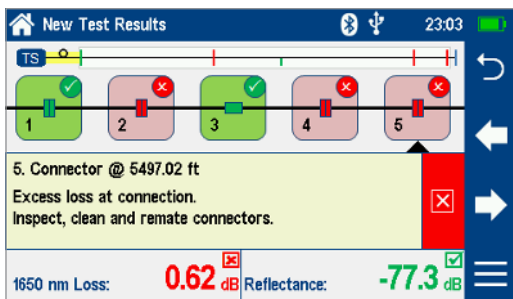 New Test Results 23:03
TS
1 2 3 4 5
5. Connector @ 5497.02 ft
Excess loss at connection.
Inspect, clean and remate connectors.
1650 nm Loss: 0.62 dB Reflectance: -77.3 dB